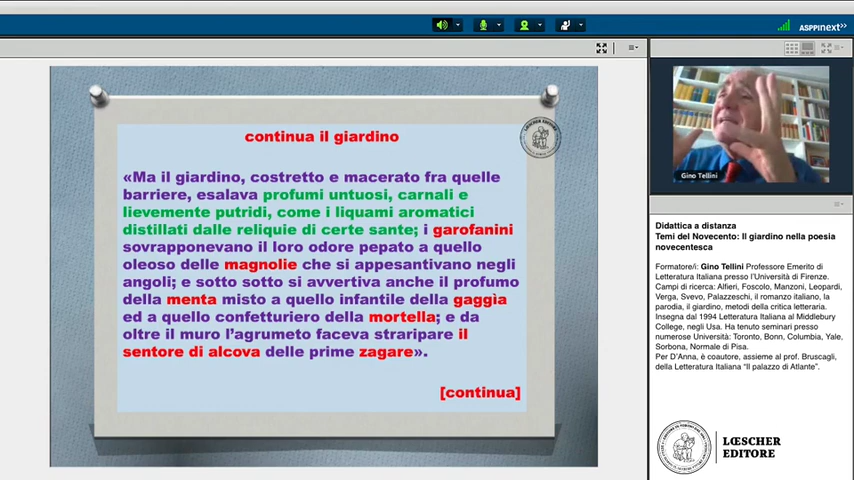 ASPPInext>>
continua il giardino
«Ma il giardino, costretto e macerato fra quelle
barriere, esalava profumi untuosi, carnali e
lievemente putridi, come i liquami aromatici
distillati dalle reliquie di certe sante; i garofanini
sovrapponevano il loro odore pepato a quello
oleoso delle magnolie che si appesantivano negli
angoli; e sotto sotto si avvertiva anche il profumo
della menta misto a quello infantile della gaggìa
ed a quello confetturiero della mortella; e da
oltre il muro l'agrumeto faceva straripare il
sentore di alcova delle prime zagare».
[continua]
Gino Tellini
Didattica a distanza
Temi del Novecento: Il giardino nella poesia
novecentesca
Formatore/i: Gino Tellini Professore Emerito di
Letteratura Italiana presso l'Università di Firenze.
Campi di ricerca: Alfieri, Foscolo, Manzoni, Leopardi,
Verga, Svevo, Palazzeschi, il romanzo italiano, la
parodia, il giardino, metodi della critica letteraria.
Insegna dal 1994 Letteratura Italiana al Middlebury
College, negli Usa. Ha tenuto seminari presso
numerose Università: Toronto, Bonn, Columbia, Yale,
Sorbona, Normale di Pisa.
Per D'Anna, è coautore, assieme al prof. Bruscagli,
della Letteratura Italiana "Il palazzo di Atlante".
LŒSCHER
EDITORE